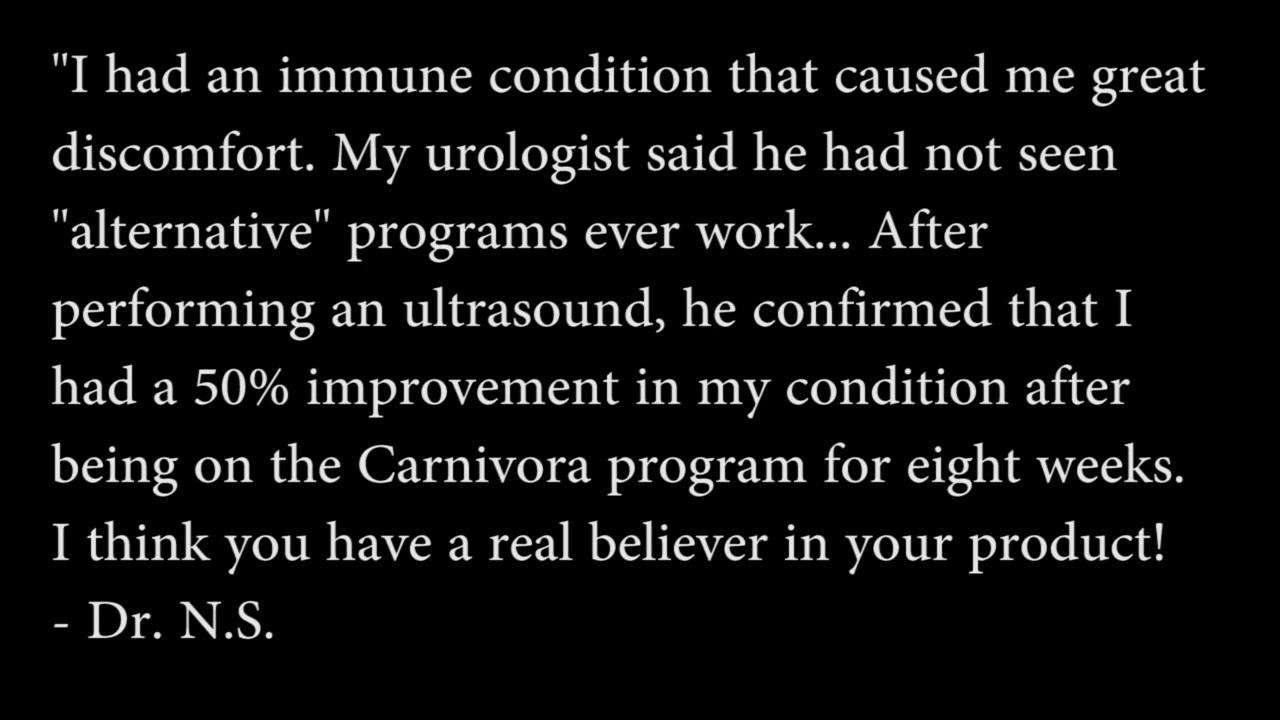 "I had an immune condition that caused me great
discomfort. My urologist said he had not seen
"alternative" programs ever work... After
performing an ultrasound, he confirmed that I
had a 50% improvement in my condition after
being on the Carnivora program for eight weeks.
I think you have a real believer in your product!
- Dr. N.S.